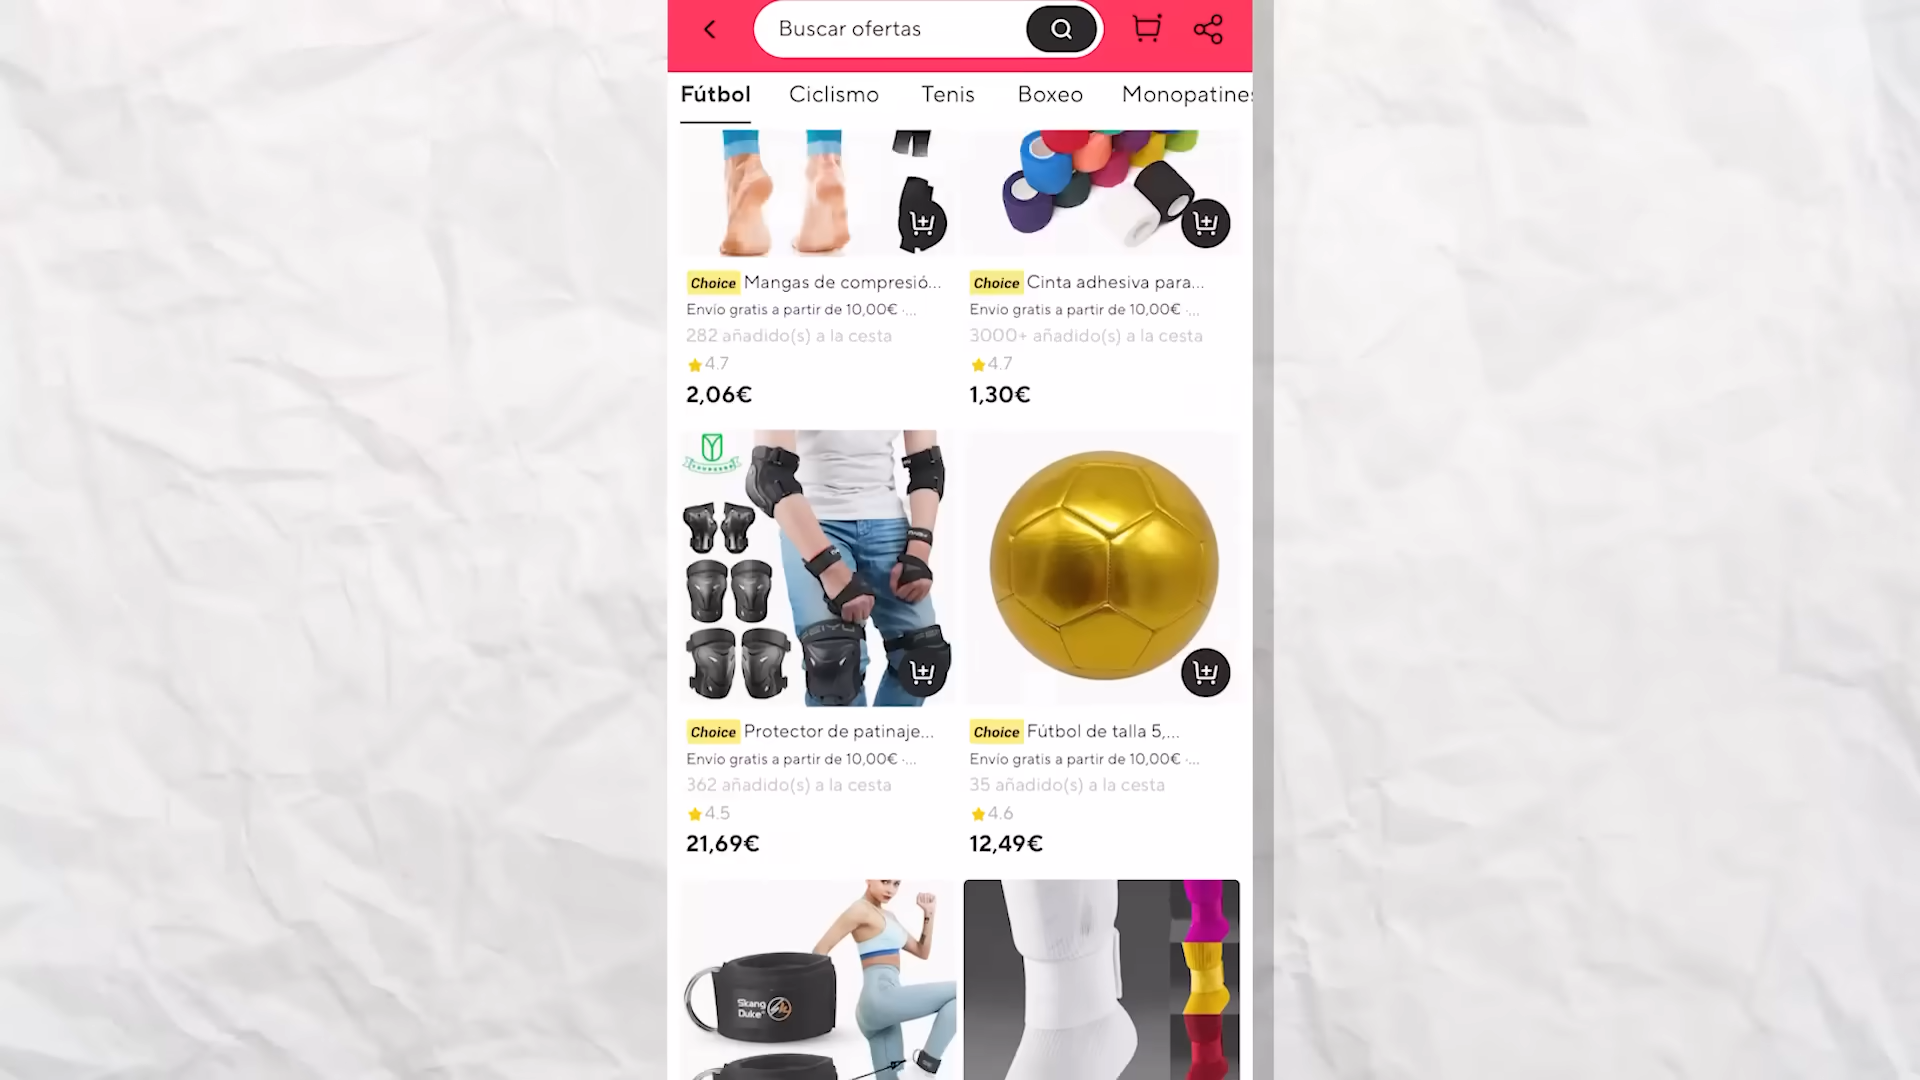 Buscar ofertas
Fútbol Ciclismo Tenis Boxeo Monopatines
Choice Mangas de compresió...
Envío gratis a partir de 10,00€ ·...
282 añadido(s) a la cesta
4.7
2,06€
Choice Cinta adhesiva para...
Envío gratis a partir de 10,00€ ·...
3000+ añadido(s) a la cesta
4.7
1,30€
Choice Protector de patinaje...
Envío gratis a partir de 10,00€ ·...
362 añadido(s) a la cesta
4.5
21,69€
Choice Fútbol de talla 5,...
Envío gratis a partir de 10,00€ ·...
35 añadido(s) a la cesta
4.6
12,49€
Skang
Duke